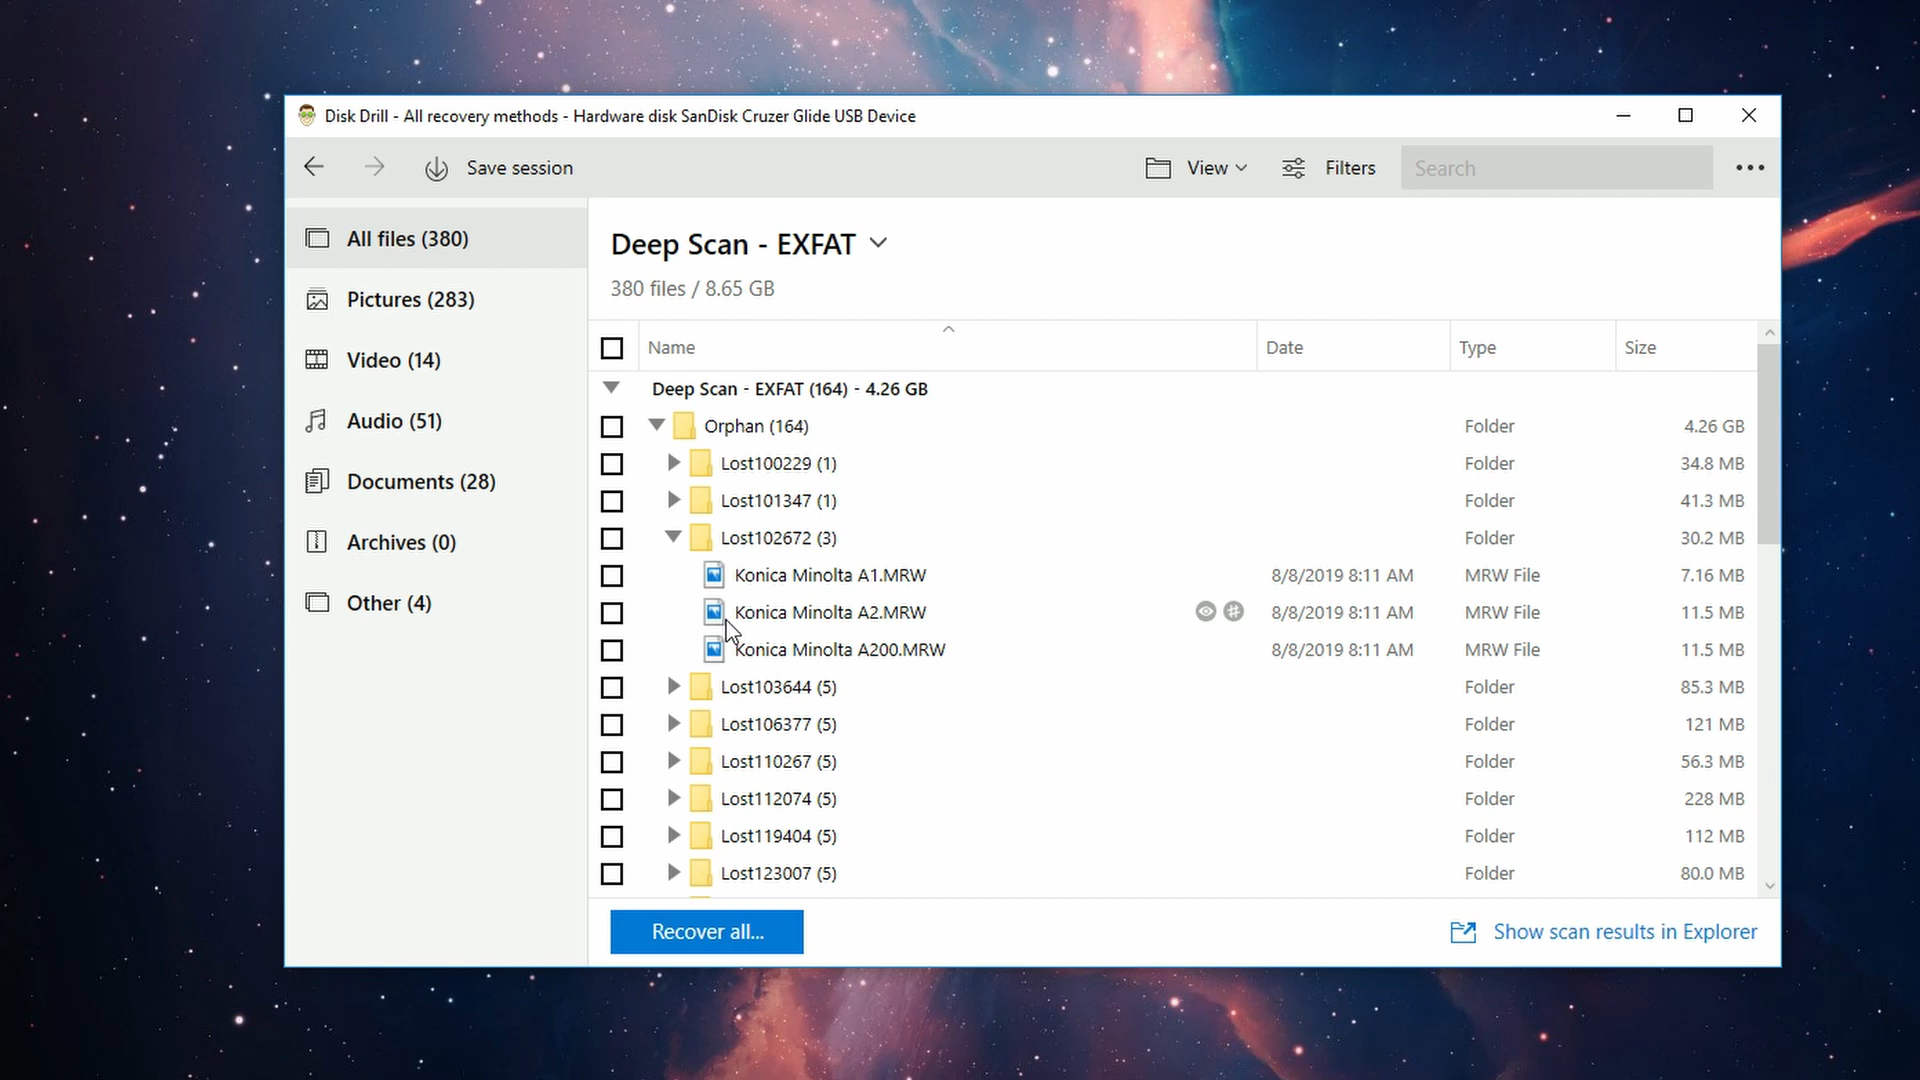 Disk Drill - All recovery methods - Hardware disk SanDisk Cruzer Glide USB Device
Save session
View
Filters
Search
All files (380)
Pictures (283)
Video (14)
Audio (51)
Documents (28)
Archives (0)
Other (4)
Deep Scan - EXFAT
380 files / 8.65 GB
Name Date Type Size
Deep Scan - EXFAT (164) - 4.26 GB
Orphan (164) Folder 4.26 GB
Lost100229 (1) Folder 34.8 MB
Lost101347 (1) Folder 41.3 MB
Lost102672 (3) Folder 30.2 MB
Konica Minolta A1.MRW 8/8/2019 8:11 AM MRW File 7.16 MB
Konica Minolta A2.MRW 8/8/2019 8:11 AM MRW File 11.5 MB
Konica Minolta A200.MRW 8/8/2019 8:11 AM MRW File 11.5 MB
Lost103644 (5) Folder 85.3 MB
Lost106377 (5) Folder 121 MB
Lost110267 (5) Folder 56.3 MB
Lost112074 (5) Folder 228 MB
Lost119404 (5) Folder 112 MB
Lost123007 (5) Folder 80.0 MB
Recover all...
Show scan results in Explorer